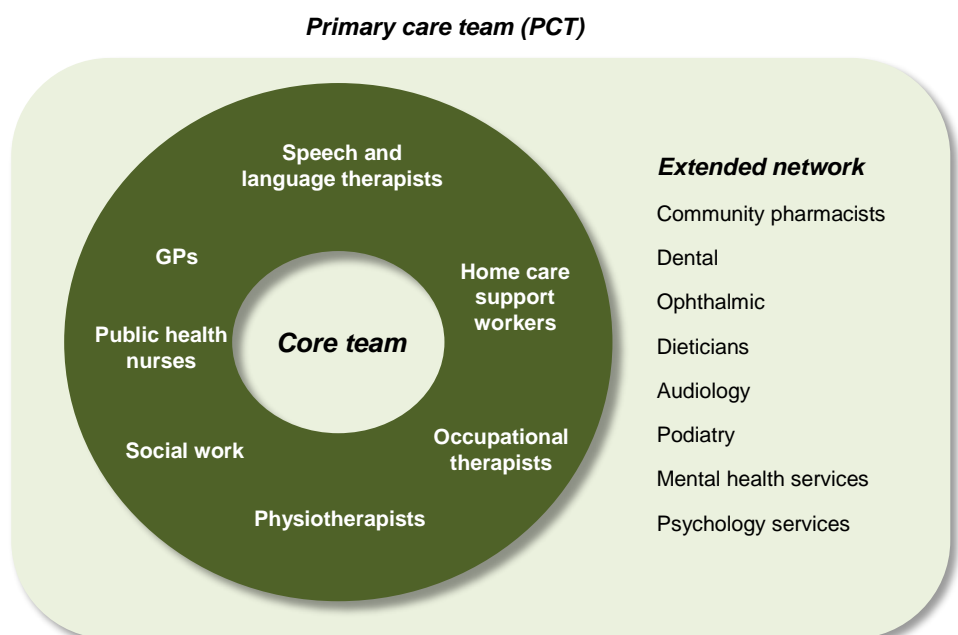 Primary care team (PCT)
Speech and
language therapists
GPs
Home care
support
workers
Public health
nurses
Core team
Social work
Occupational
therapists
Physiotherapists
Extended network
Community pharmacists
Dental
Ophthalmic
Dieticians
Audiology
Podiatry
Mental health services
Psychology services